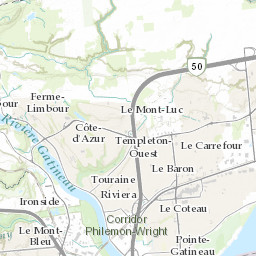 50
Ferme-
Limbour
Le Mont-Luc
Côte-
d'Azur
Templeton-
Ouest
Le Carrefour
Rivière Gatineau
Le Baron
Touraine
Riviera
Ironside
Le Coteau
Corridor
Philemon-Wright
Le Mont-
Bleu
Pointe-
Gatineau